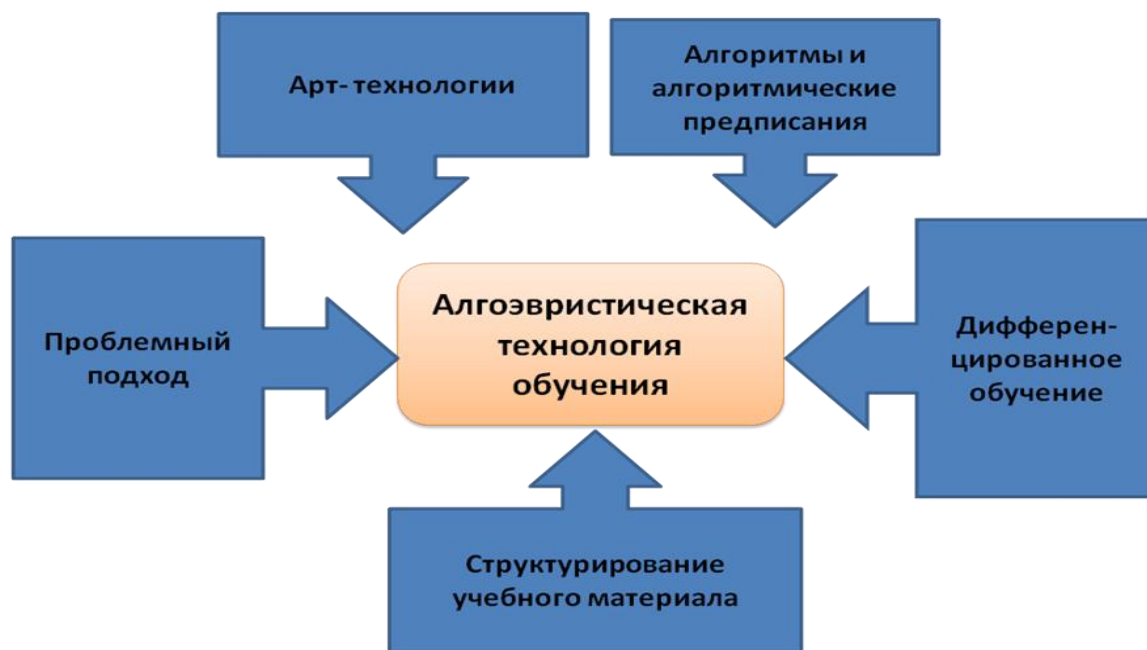 Арт- технологии
Алгоритмы и
алгоритмические
предписания
Проблемный
подход
Алгоэвристическая
технология
обучения
Дифферен-
цированное
обучение
Структурирование
учебного материала